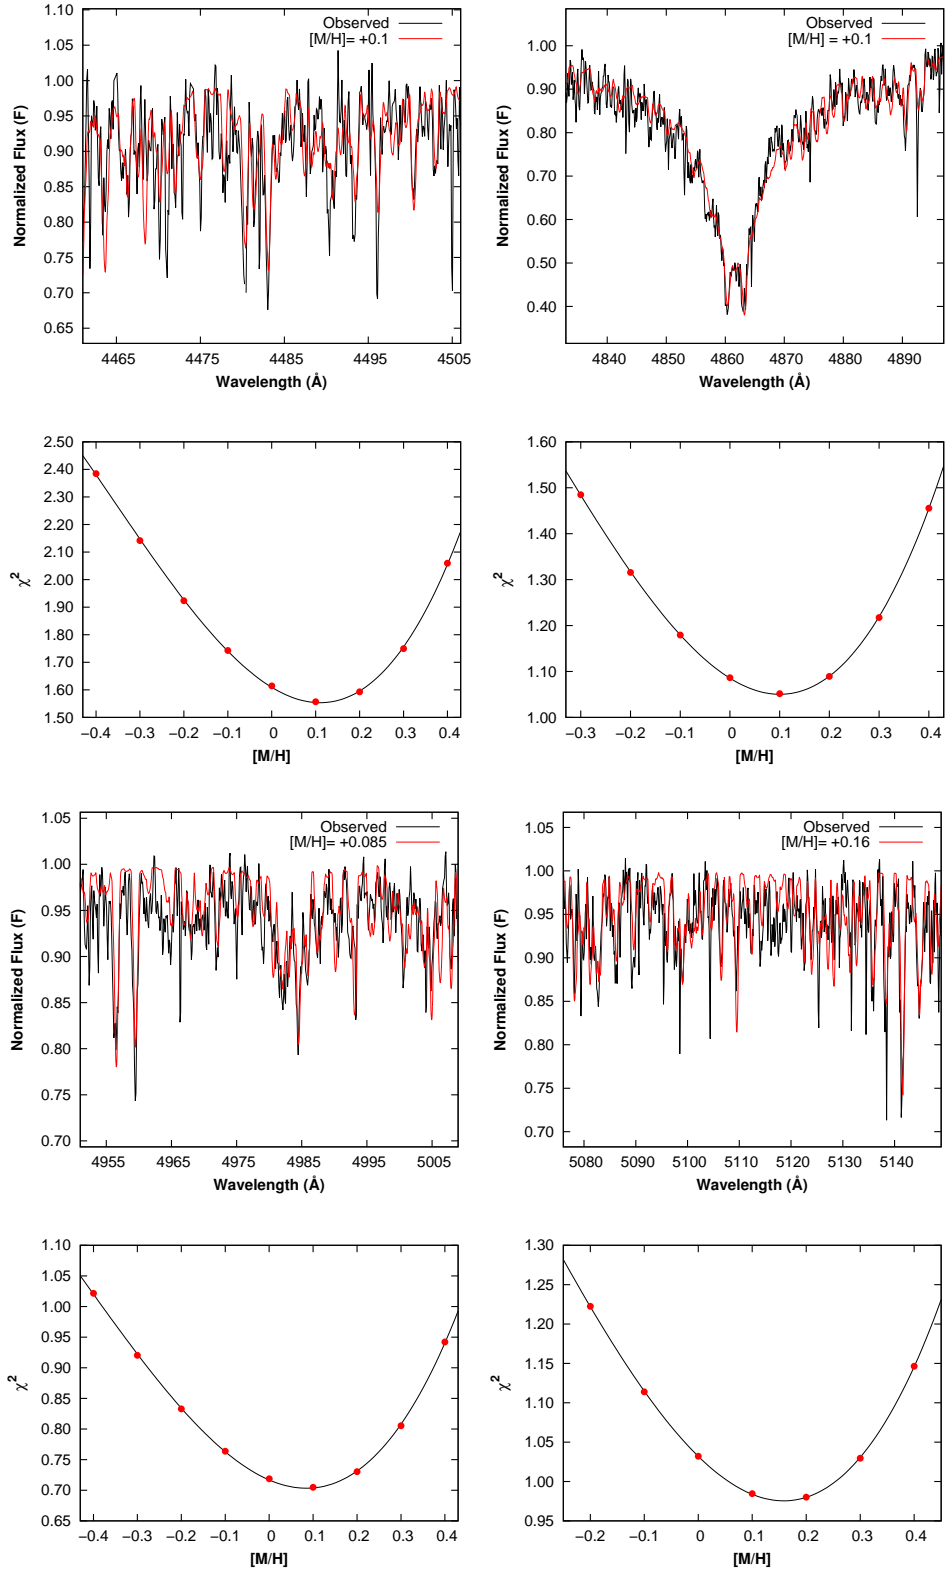 Observed
[M/H]= +0.1
1.10
1.05
1.00
0.95
0.90
0.85
0.80
0.75
0.70
0.65
Normalized Flux (F)
4465 4475 4485 4495 4505
Wavelength (Å)
Observed
[M/H] = +0.1
1.00
0.90
0.80
0.70
0.60
0.50
0.40
Normalized Flux (F)
4840 4850 4860 4870 4880 4890
Wavelength (Å)
2.50
2.40
2.30
2.20
2.10
2.00
1.90
1.80
1.70
1.60
1.50
χ2
−0.4 −0.3 −0.2 −0.1 0 0.1 0.2 0.3 0.4
[M/H]
1.60
1.50
1.40
1.30
1.20
1.10
1.00
χ2
−0.3 −0.2 −0.1 0 0.1 0.2 0.3 0.4
[M/H]
Observed
[M/H]= +0.085
1.05
1.00
0.95
0.90
0.85
0.80
0.75
0.70
Normalized Flux (F)
4955 4965 4975 4985 4995 5005
Wavelength (Å)
Observed
[M/H]= +0.16
1.05
1.00
0.95
0.90
0.85
0.80
0.75
0.70
Normalized Flux (F)
5080 5090 5100 5110 5120 5130 5140
Wavelength (Å)
1.10
1.05
1.00
0.95
0.90
0.85
0.80
0.75
0.70
0.65
χ2
−0.4 −0.3 −0.2 −0.1 0 0.1 0.2 0.3 0.4
[M/H]
1.30
1.25
1.20
1.15
1.10
1.05
1.00
0.95
χ2
−0.2 −0.1 0 0.1 0.2 0.3 0.4
[M/H]